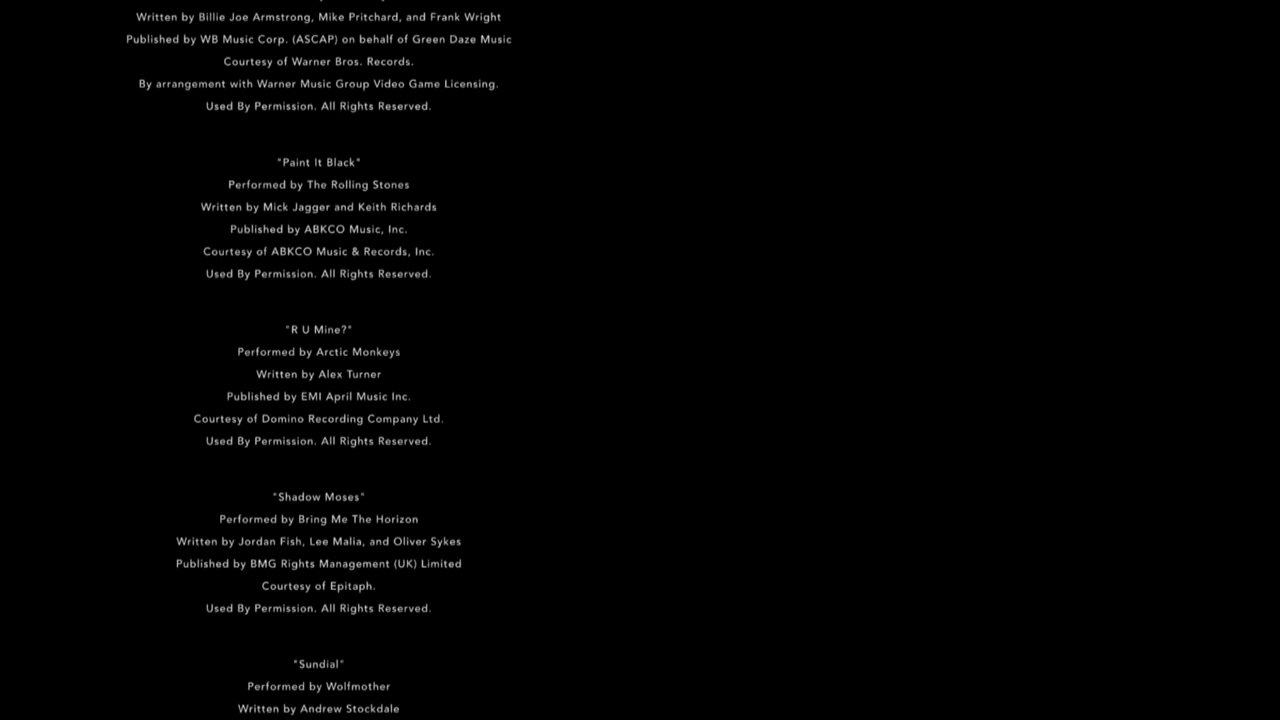 Written by Billie Joe Armstrong, Mike Pritchard, and Frank Wright
Published by WB Music Corp. (ASCAP) on behalf of Green Daze Music
Courtesy of Warner Bros. Records.
By arrangement with Warner Music Group Video Game Licensing.
Used By Permission. All Rights Reserved.
"Paint It Black"
Performed by The Rolling Stones
Written by Mick Jagger and Keith Richards
Published by ABKCO Music, Inc.
Courtesy of ABKCO Music & Records, Inc.
Used By Permission. All Rights Reserved.
"R U Mine?"
Performed by Arctic Monkeys
Written by Alex Turner
Published by EMI April Music Inc.
Courtesy of Domino Recording Company Ltd.
Used By Permission. All Rights Reserved.
"Shadow Moses"
Performed by Bring Me The Horizon
Written by Jordan Fish, Lee Malia, and Oliver Sykes
Published by BMG Rights Management (UK) Limited
Courtesy of Epitaph.
Used By Permission. All Rights Reserved.
"Sundial"
Performed by Wolfmother
Written by Andrew Stockdale